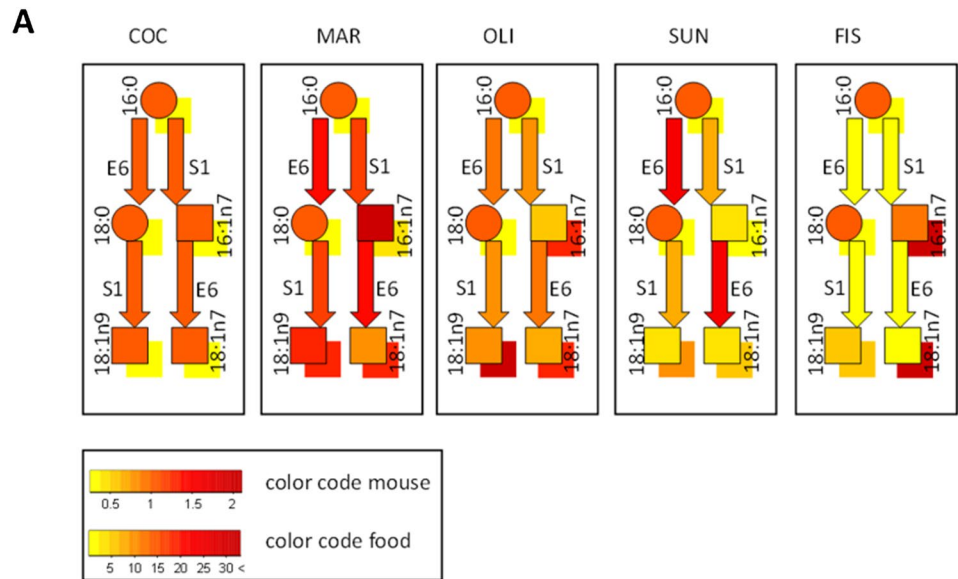 A
COC MAR OLI SUN FIS
16:0 16:0 16:0 16:0 16:0
E6 S1 E6 S1 E6 S1 E6 S1 E6 S1
18:0 16:1n7 18:0 16:1n7 18:0 16:1n7 18:0 16:1n7 18:0 16:1n7
S1 E6 S1 E6 S1 E6 S1 E6 S1 E6
18:1n9 18:1n7 18:1n9 18:1n7 18:1n9 18:1n7 18:1n9 18:1n7 18:1n9 18:1n7
color code mouse
0.5 1 1.5 2
color code food
5 10 15 20 25 30 <